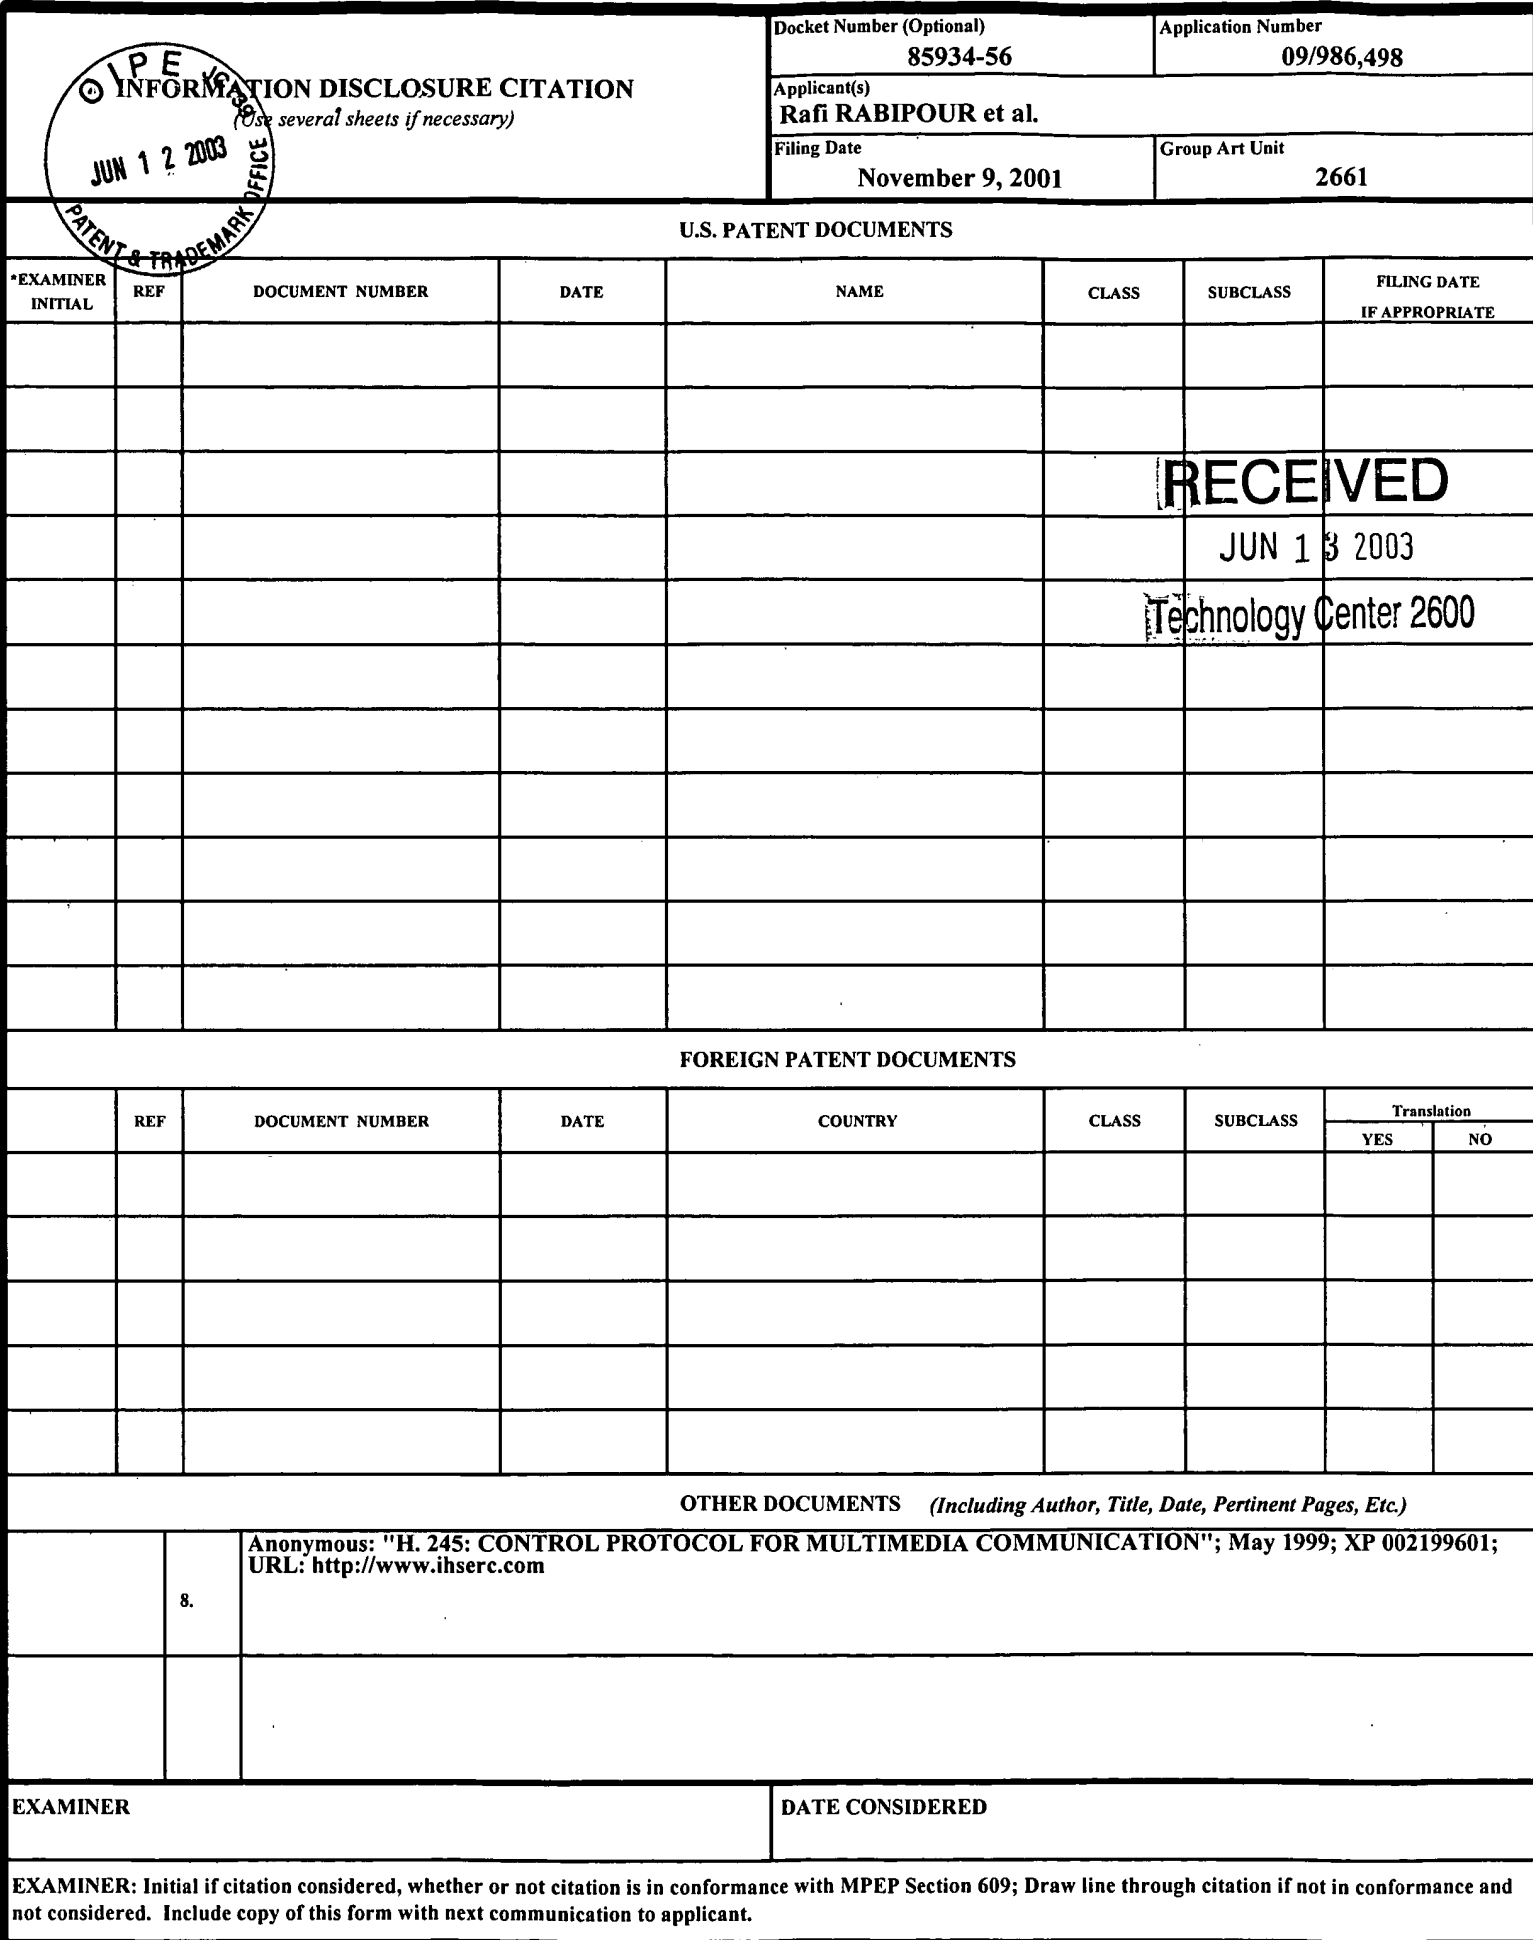 Docket Number (Optional)
85934-56
Application Number
09/986,498
INFORMATION DISCLOSURE CITATION
(Use several sheets if necessary)
Applicant(s)
Rafi RABIPOUR et al.
Filing Date
November 9, 2001
Group Art Unit
2661
OIPE
JUN 12 2003
PATENT & TRADEMARK OFFICE
U.S. PATENT DOCUMENTS
*EXAMINER INITIAL
REF
DOCUMENT NUMBER
DATE
NAME
CLASS
SUBCLASS
FILING DATE
IF APPROPRIATE
RECEIVED
JUN 13 2003
Technology Center 2600
FOREIGN PATENT DOCUMENTS
REF
DOCUMENT NUMBER
DATE
COUNTRY
CLASS
SUBCLASS
Translation
YES
NO
OTHER DOCUMENTS (Including Author, Title, Date, Pertinent Pages, Etc.)
8.
Anonymous: "H. 245: CONTROL PROTOCOL FOR MULTIMEDIA COMMUNICATION"; May 1999; XP 002199601;
URL: http://www.ihserc.com
EXAMINER
DATE CONSIDERED
EXAMINER: Initial if citation considered, whether or not citation is in conformance with MPEP Section 609; Draw line through citation if not in conformance and
not considered. Include copy of this form with next communication to applicant.